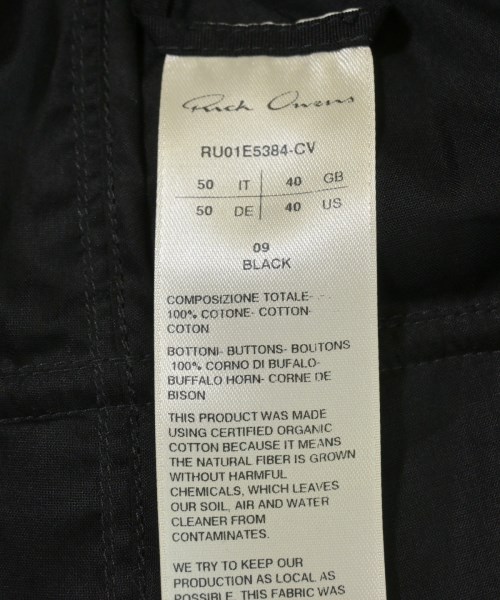 Rick Owens
RU01E5384-CV
50 IT 40 GB
50 DE 40 US
09
BLACK
COMPOSIZIONE TOTALE-
100% COTONE- COTTON-
COTON
BOTTONI- BUTTONS- BOUTONS
100% CORNO DI BUFALO-
BUFFALO HORN- CORNE DE
BISON
THIS PRODUCT WAS MADE
USING CERTIFIED ORGANIC
COTTON BECAUSE IT MEANS
THE NATURAL FIBER IS GROWN
WITHOUT HARMFUL
CHEMICALS, WHICH LEAVES
OUR SOIL, AIR AND WATER
CLEANER FROM
CONTAMINATES.
WE TRY TO KEEP OUR
PRODUCTION AS LOCAL AS
POSSIBLE. THIS FABRIC WAS